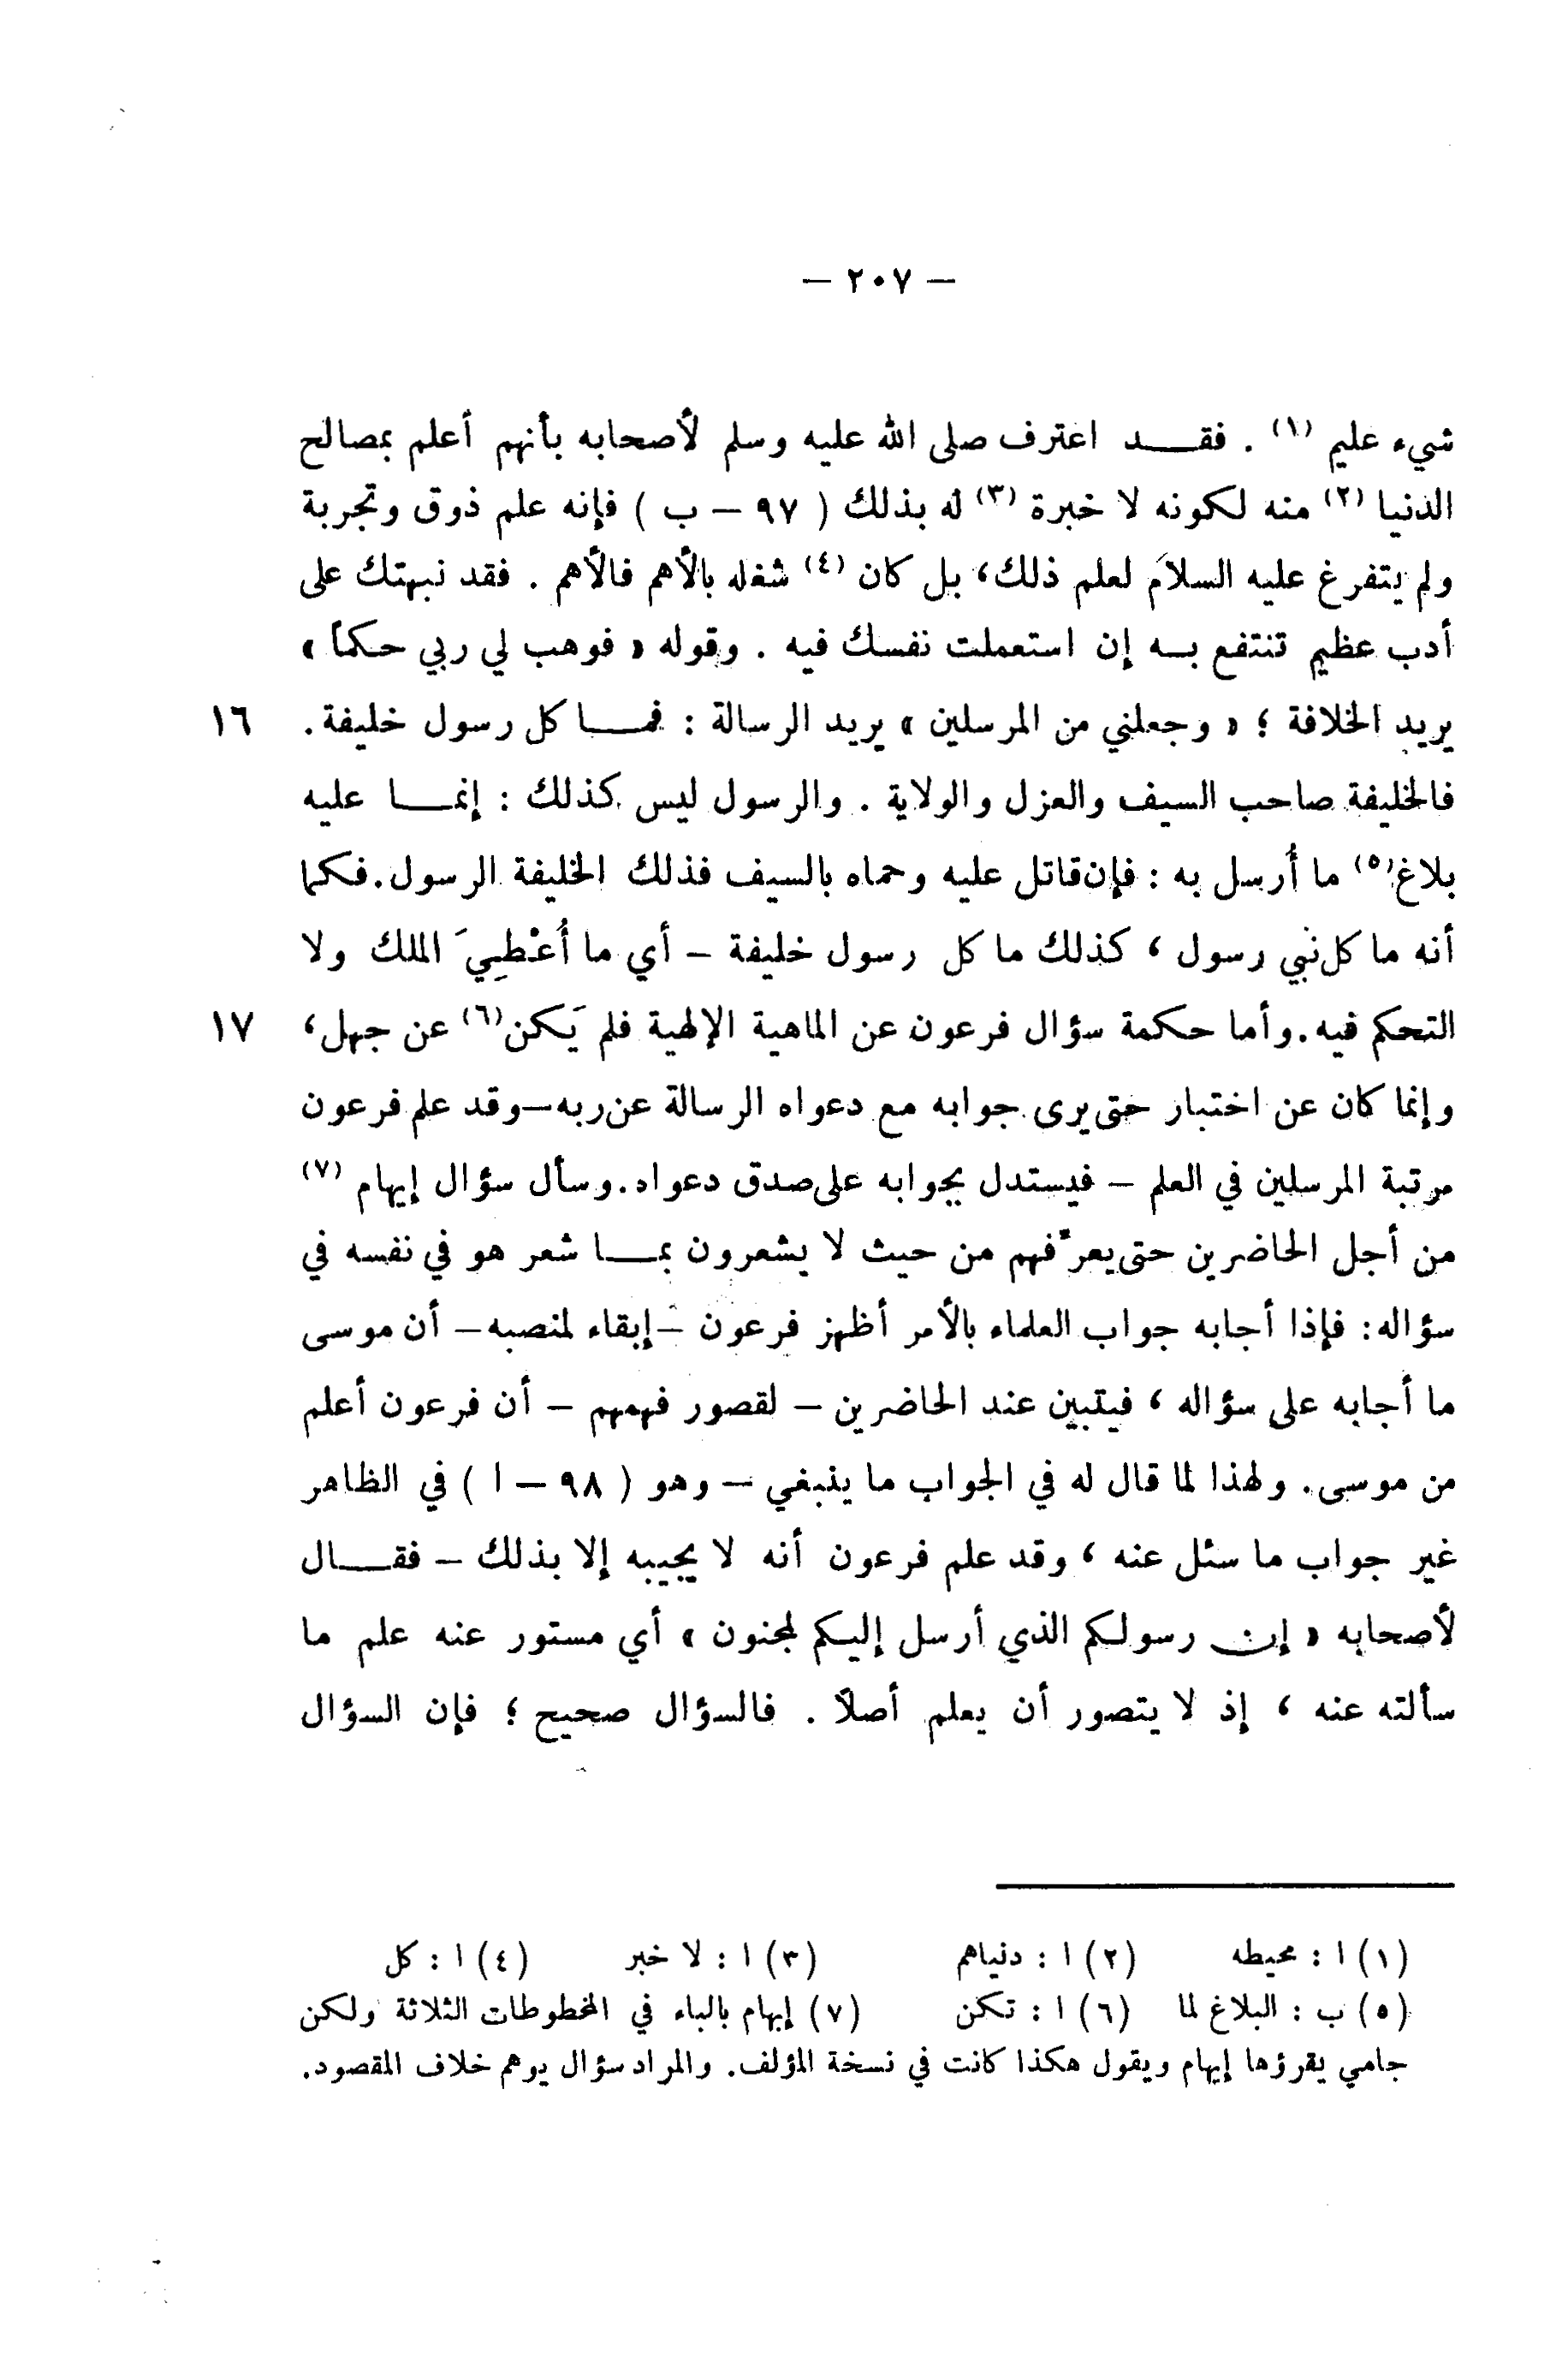 — ٢٠٧ —
شيء عليم (١) . فقـــد اعترف صلى الله عليه وسلم لأصحابه بأنهم أعلم بمصالح
الدنيا (٢) منه لكونه لا خبرة (٣) له بذلك ( ٩٧ – ب ) فإنه علم ذوق وتجربة
ولم يتفرغ عليه السلام لعلم ذلك، بل كان (٤) شغله بالأهم فالأهم . فقد نبهتك على
أدب عظيم تنتفع بـه إن استعملت نفسك فيه . وقوله « فوهب لي ربي حكماً »
يريد الخلافة ؛ « وجعلني من المرسلين » يريد الرسالة : فمـــا كل رسول خليفة . ١٦
فالخليفة صاحب السيف والعزل والولاية . والرسول ليس كذلك : إنمـــا عليه
بلاغ(٥) ما أُرسل به : فإن قاتل عليه وحماه بالسيف فذلك الخليفة الرسول. فكما
أنه ما كل نبي رسول ، كذلك ما كل رسول خليفة – أي ما أُعْطِيَ الملك ولا
التحكم فيه. وأما حكمة سؤال فرعون عن الماهية الإلهية فلم يَكن(٦) عن جهل، ١٧
وإنما كان عن اختبار حتى يرى جوابه مع دعواه الرسالة عن ربه–وقد علم فرعون
مرتبة المرسلين في العلم – فيستدل بجوابه على صدق دعواه. وسأل سؤال إيهام (٧)
من أجل الحاضرين حتى يعرِّفهم من حيث لا يشعرون بمـــا شعر هو في نفسه في
سؤاله: فإذا أجابه جواب العلماء بالأمر أظهر فرعون –إبقاء لمنصبه– أن موسى
ما أجابه على سؤاله ، فيتبين عند الحاضرين – لقصور فهمهم – أن فرعون أعلم
من موسى. ولهذا لما قال له في الجواب ما ينبغي – وهو ( ٩٨ – ا ) في الظاهر
غير جواب ما سئل عنه ، وقد علم فرعون أنه لا يجيبه إلا بذلك – فقـــال
لأصحابه « إن رسولكم الذي أرسل إليكم لمجنون » أي مستور عنه علم ما
سألته عنه ، إذ لا يتصور أن يعلم أصلاً . فالسؤال صحيح ؛ فإن السؤال
(١) ا : محيطه (٢) ا : دنياهم (٣) ا : لا خبر (٤) ا : كل
(٥) ب : البلاغ لما (٦) ا : تكن (٧) إبهام بالباء في المخطوطات الثلاثة ولكن
جامي يقرؤها إيهام ويقول هكذا كانت في نسخة المؤلف. والمراد سؤال يوهم خلاف المقصود.